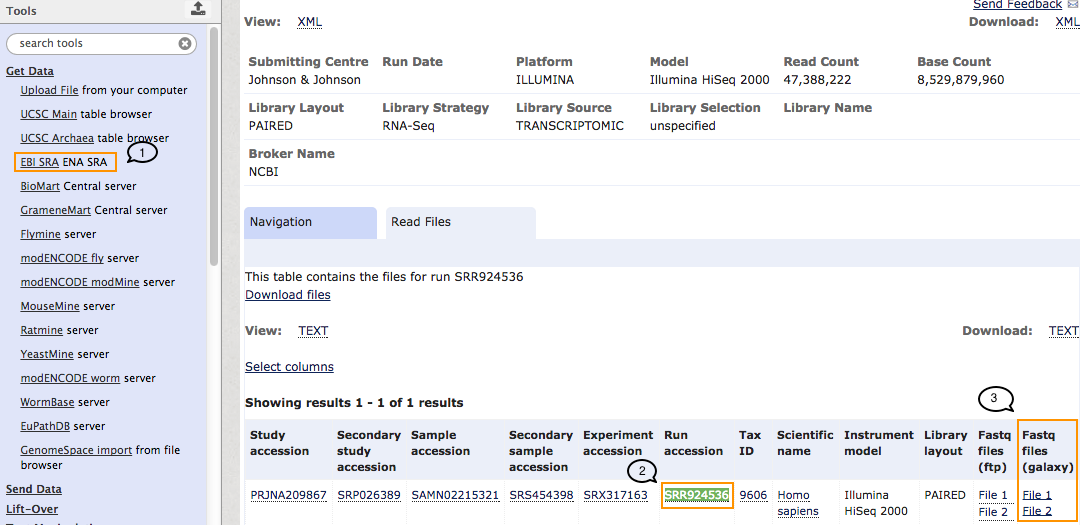 Tools
search tools
Get Data
Upload File from your computer
UCSC Main table browser
UCSC Archaea table browser
EBI SRA ENA SRA
1
BioMart Central server
GrameneMart Central server
Flymine server
modENCODE fly server
modENCODE modMine server
MouseMine server
Ratmine server
YeastMine server
modENCODE worm server
WormBase server
EuPathDB server
GenomeSpace import from file
browser
Send Data
Lift-Over
Send Feedback
View: XML
Download: XML
Submitting Centre Run Date Platform Model Read Count Base Count
Johnson & Johnson ILLUMINA Illumina HiSeq 2000 47,388,222 8,529,879,960
Library Layout Library Strategy Library Source Library Selection Library Name
PAIRED RNA-Seq TRANSCRIPTOMIC unspecified
Broker Name
NCBI
Navigation Read Files
This table contains the files for run SRR924536
Download files
View: TEXT
Download: TEXT
Select columns
Showing results 1 - 1 of 1 results
3
Study Secondary Sample Secondary Experiment Run Tax Scientific Instrument Library Fastq Fastq
accession study accession sample accession accession ID name model layout files files
accession accession (ftp) (galaxy)
2
PRJNA209867 SRP026389 SAMN02215321 SRS454398 SRX317163 SRR924536 9606 Homo Illumina PAIRED File 1 File 1
sapiens HiSeq 2000 File 2 File 2